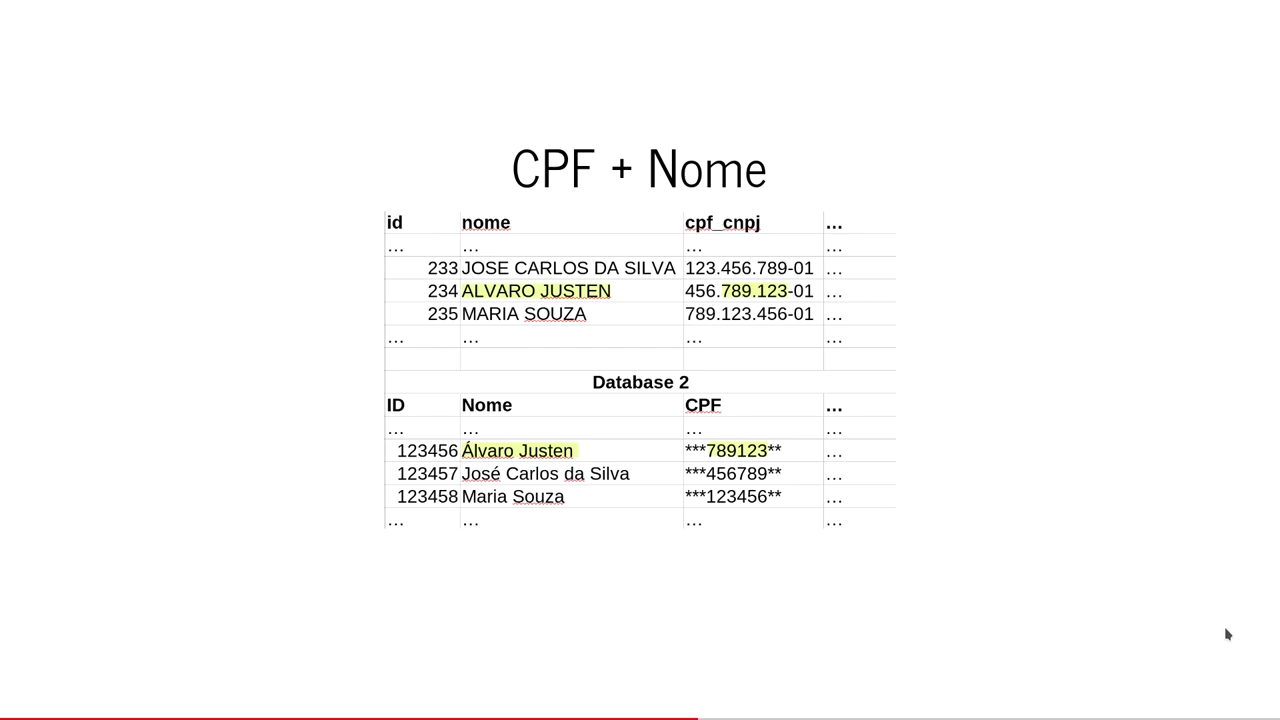 CPF + Nome
id nome cpf_cnpj ...
... ... ... ...
233 JOSE CARLOS DA SILVA 123.456.789-01 ...
234 ALVARO JUSTEN 456.789.123-01 ...
235 MARIA SOUZA 789.123.456-01 ...
... ... ... ...
Database 2
ID Nome CPF ...
... ... ... ...
123456 Álvaro Justen ***789123** ...
123457 José Carlos da Silva ***456789** ...
123458 Maria Souza ***123456** ...
... ... ... ...